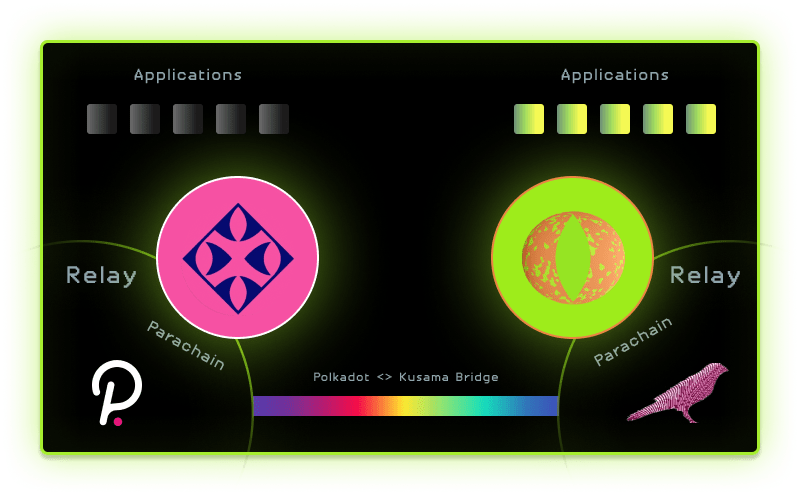 Applications
Applications
Relay
Relay
Parachain
Parachain
Polkadot <> Kusama Bridge